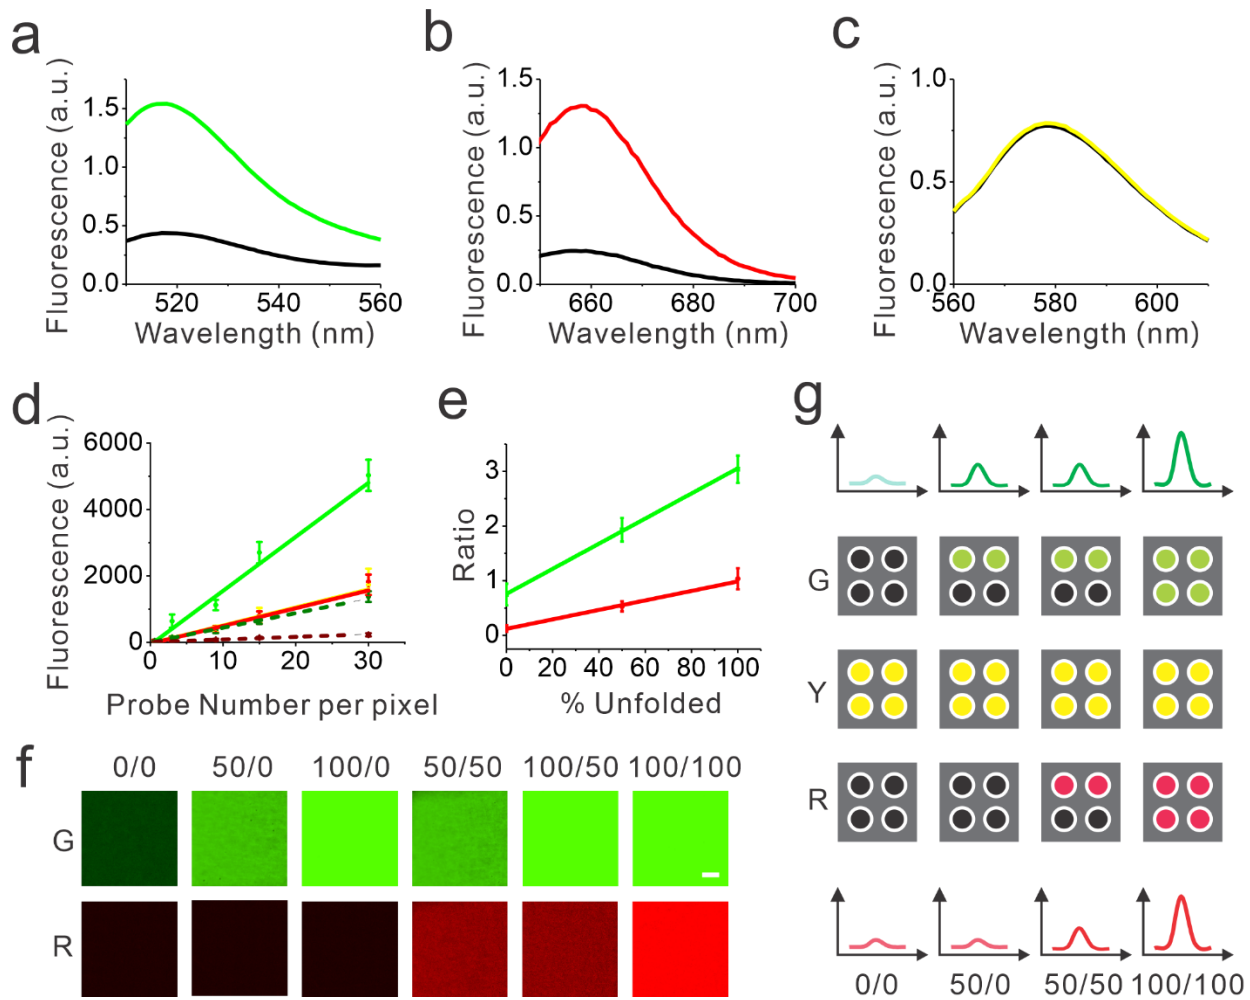 a
Fluorescence (a.u.)
1.5
1.0
0.5
0.0
520 540 560
Wavelength (nm)
b
Fluorescence (a.u.)
1.5
1.0
0.5
0.0
660 680 700
Wavelength (nm)
c
Fluorescence (a.u.)
1.0
0.5
0.0
560 580 600
Wavelength (nm)
d
Fluorescence (a.u.)
6000
4000
2000
0
0 10 20 30
Probe Number per pixel
e
Ratio
3
2
1
0
0 20 40 60 80 100
% Unfolded
f
0/0 50/0 100/0 50/50 100/50 100/100
G
R
g
G
Y
R
0/0 50/0 50/50 100/100